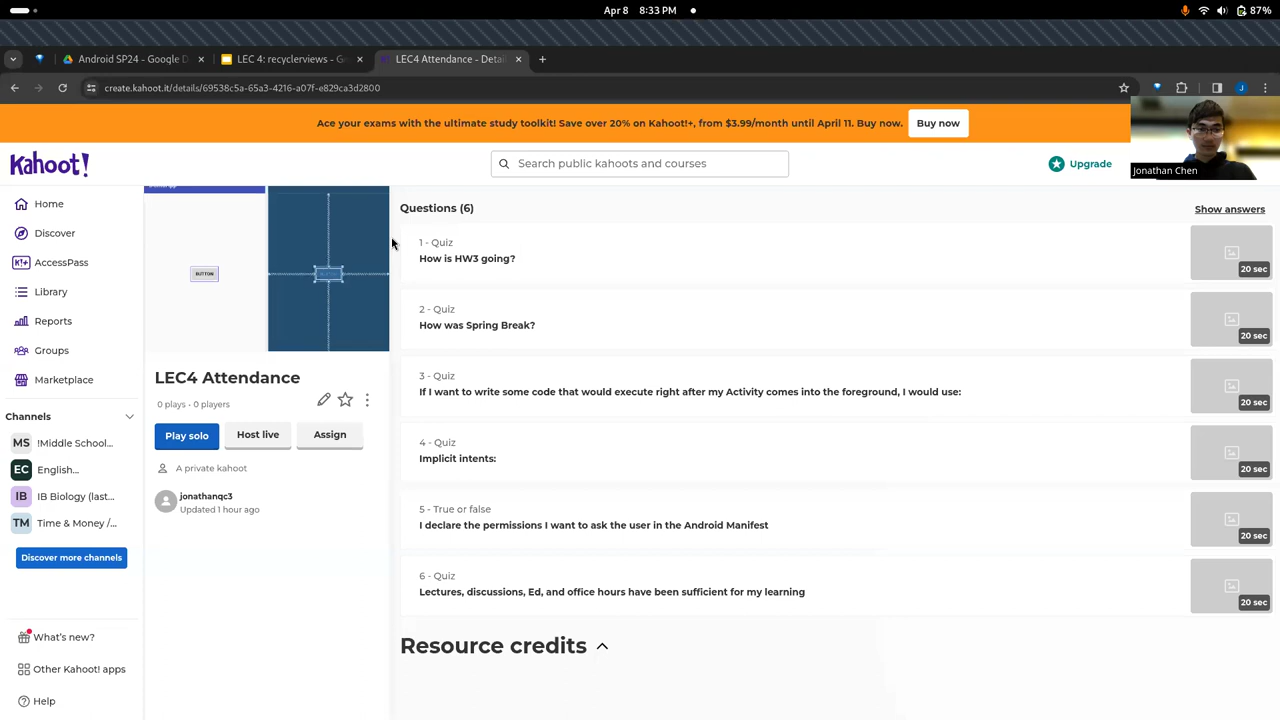 Apr 8 8:33 PM
87%
Android SP24 - Google D
LEC 4: recyclerviews - G
LEC4 Attendance - Detai
create.kahoot.it/details/69538c5a-65a3-4216-a07f-e829ca3d2800
J
Ace your exams with the ultimate study toolkit! Save over 20% on Kahoot!+, from $3.99/month until April 11. Buy now.
Buy now
Jonathan Chen
Kahoot!
Search public kahoots and courses
Upgrade
Home
Discover
AccessPass
Library
Reports
Groups
Marketplace
Channels
MS !Middle School...
EC English...
IB IB Biology (last...
TM Time & Money /...
Discover more channels
What's new?
Other Kahoot! apps
Help
BUTTON
LEC4 Attendance
0 plays · 0 players
Play solo
Host live
Assign
A private kahoot
jonathanqc3
Updated 1 hour ago
Questions (6)
Show answers
1 - Quiz
How is HW3 going?
20 sec
2 - Quiz
How was Spring Break?
20 sec
3 - Quiz
If I want to write some code that would execute right after my Activity comes into the foreground, I would use:
20 sec
4 - Quiz
Implicit intents:
20 sec
5 - True or false
I declare the permissions I want to ask the user in the Android Manifest
20 sec
6 - Quiz
Lectures, discussions, Ed, and office hours have been sufficient for my learning
20 sec
Resource credits